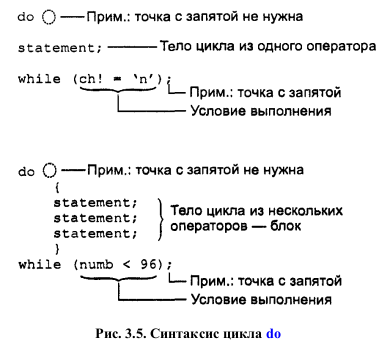 do Прим.: точка с запятой не нужна
statement; Тело цикла из одного оператора
while (ch! = ‘n’);
Прим.: точка с запятой
Условие выполнения
do Прим.: точка с запятой не нужна
{
statement;
statement; Тело цикла из нескольких
statement; операторов — блок
}
while (numb < 96);
Прим.: точка с запятой
Условие выполнения
Рис. 3.5. Синтаксис цикла do